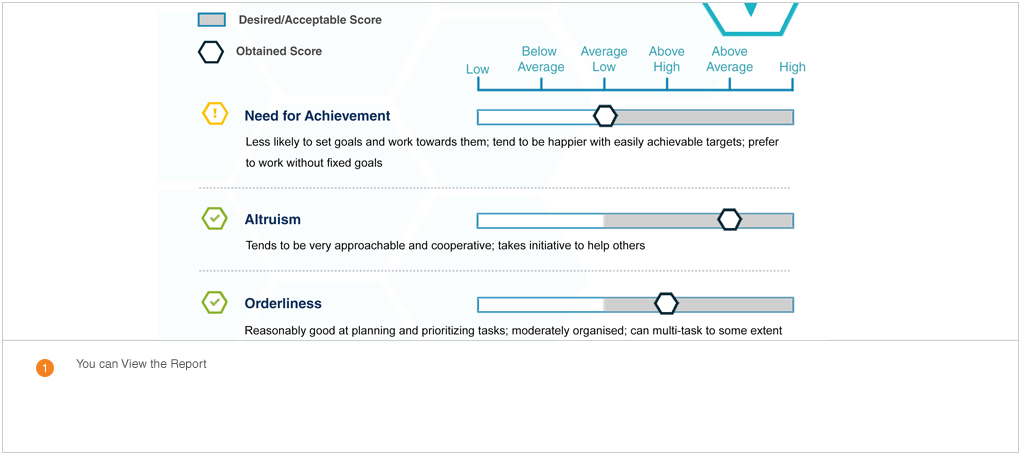 Desired/Acceptable Score
Obtained Score
Low
Below
Average
Average
Low
Above
High
Above
Average
High
Need for Achievement
Less likely to set goals and work towards them; tend to be happier with easily achievable targets; prefer
to work without fixed goals
Altruism
Tends to be very approachable and cooperative; takes initiative to help others
Orderliness
Reasonably good at planning and prioritizing tasks; moderately organised; can multi-task to some extent
1 You can View the Report